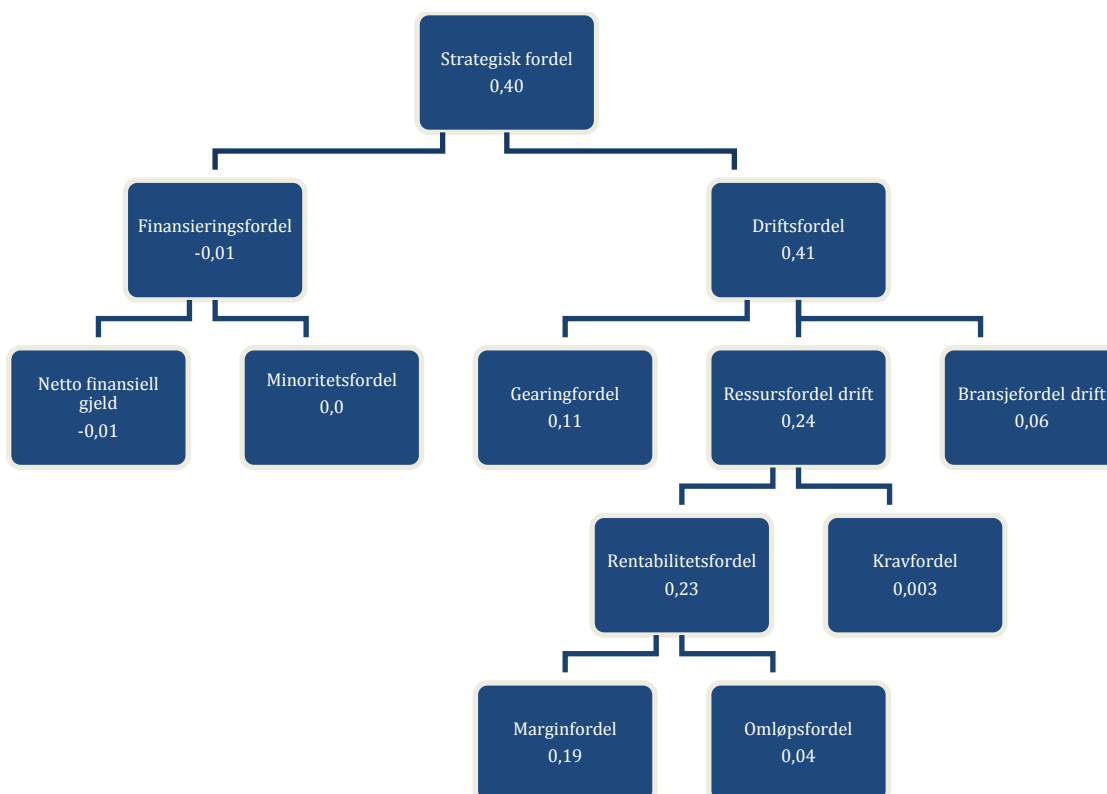 Strategisk fordel
0,40
Finansieringsfordel
-0,01
Driftsfordel
0,41
Netto finansiell
gjeld
-0,01
Minoritetsfordel
0,0
Gearingfordel
0,11
Ressursfordel drift
0,24
Bransjefordel drift
0,06
Rentabilitetsfordel
0,23
Kravfordel
0,003
Marginfordel
0,19
Omløpsfordel
0,04